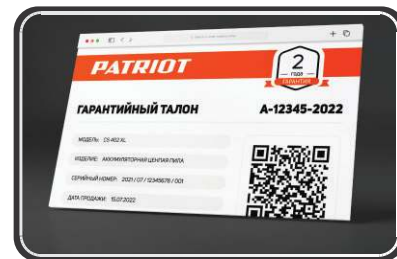 PATRIOT
2
ГОДА
ГАРАНТИЯ
ГАРАНТИЙНЫЙ ТАЛОН
А-12345-2022
МОДЕЛЬ: CS 402 XL
ИЗДЕЛИЕ: АККУМУЛЯТОРНАЯ ЦЕПНАЯ ПИЛА
СЕРИЙНЫЙ НОМЕР: 2021 / 07 / 12345678 / 001
ДАТА ПРОДАЖИ: 15.07.2022